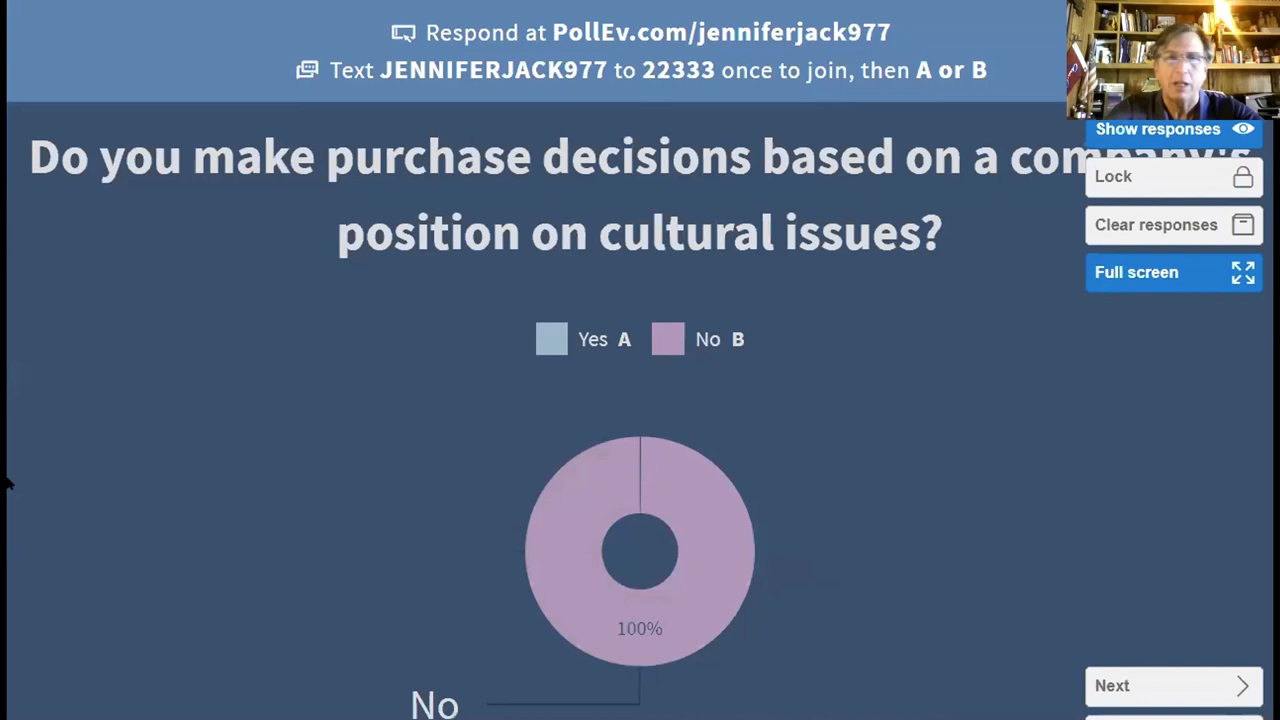 Respond at PollEv.com/jenniferjack977
Text JENNIFERJACK977 to 22333 once to join, then A or B
Show responses
Do you make purchase decisions based on a company's
Lock
position on cultural issues?
Clear responses
Full screen
Yes A No B
100%
No
Next